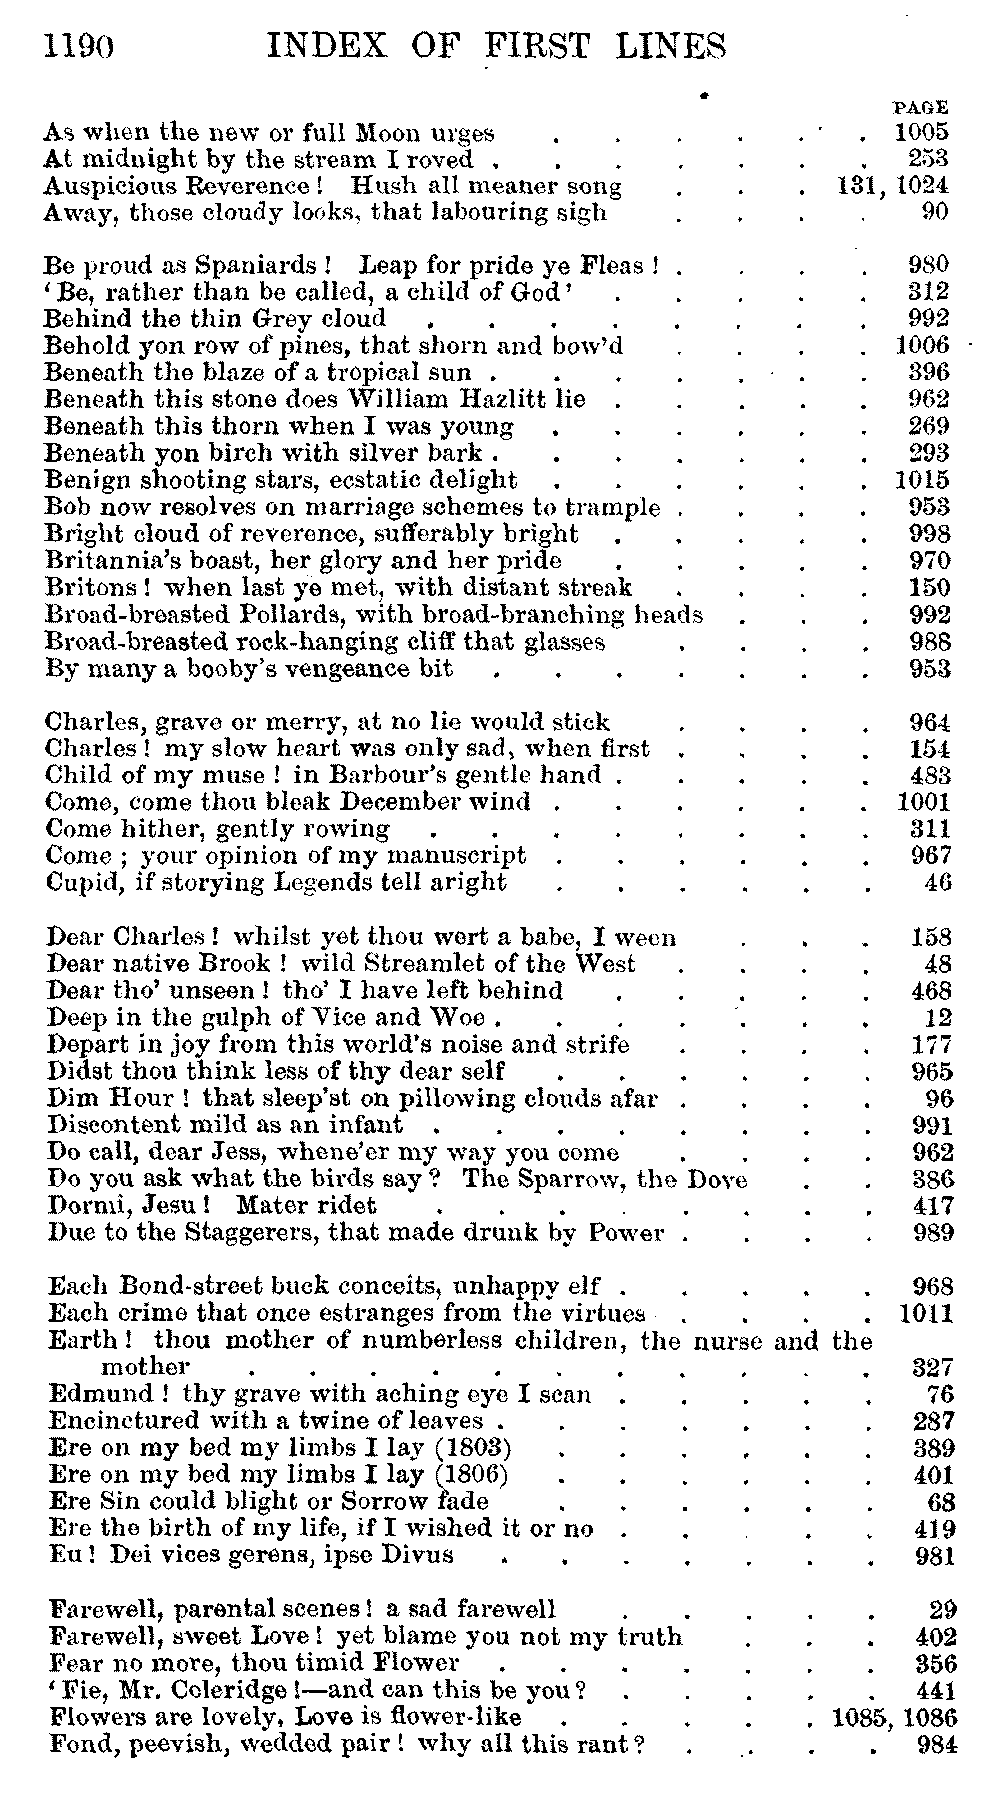 1190 INDEX OF FIRST LINES
PAGE
As when the new or full Moon urges . . . . . . 1005
At midnight by the stream I roved . . . . . . . 253
Auspicious Reverence! Hush all meaner song . . . 131, 1024
Away, those cloudy looks, that labouring sigh . . . . 90
Be proud as Spaniards! Leap for pride ye Fleas! . . . . 980
‘Be, rather than be called, a child of God’ . . . . . 312
Behind the thin Grey cloud . . . . . . . . 992
Behold yon row of pines, that shorn and bow’d . . . . 1006
Beneath the blaze of a tropical sun . . . . . . . 396
Beneath this stone does William Hazlitt lie . . . . . 962
Beneath this thorn when I was young . . . . . . 269
Beneath yon birch with silver bark . . . . . . . 293
Benign shooting stars, ecstatic delight . . . . . . 1015
Bob now resolves on marriage schemes to trample . . . . 953
Bright cloud of reverence, sufferably bright . . . . . 998
Britannia’s boast, her glory and her pride . . . . . 970
Britons! when last ye met, with distant streak . . . . 150
Broad-breasted Pollards, with broad-branching heads . . . 992
Broad-breasted rock-hanging cliff that glasses . . . . 988
By many a booby’s vengeance bit . . . . . . . 953
Charles, grave or merry, at no lie would stick . . . . 964
Charles! my slow heart was only sad, when first . . . . 154
Child of my muse! in Barbour’s gentle hand . . . . . 483
Come, come thou bleak December wind . . . . . . 1001
Come hither, gently rowing . . . . . . . . 311
Come; your opinion of my manuscript . . . . . . 967
Cupid, if storying Legends tell aright . . . . . . 46
Dear Charles! whilst yet thou wert a babe, I ween . . . 158
Dear native Brook! wild Streamlet of the West . . . . 48
Dear tho’ unseen! tho’ I have left behind . . . . . 468
Deep in the gulph of Vice and Woe . . . . . . . 12
Depart in joy from this world’s noise and strife . . . . 177
Didst thou think less of thy dear self . . . . . . 965
Dim Hour! that sleep’st on pillowing clouds afar . . . . 96
Discontent mild as an infant . . . . . . . . 991
Do call, dear Jess, whene’er my way you come . . . . 962
Do you ask what the birds say? The Sparrow, the Dove . . 386
Dormi, Jesu! Mater ridet . . . . . . . . 417
Due to the Staggerers, that made drunk by Power . . . . 989
Each Bond-street buck conceits, unhappy elf . . . . . 968
Each crime that once estranges from the virtues . . . . 1011
Earth! thou mother of numberless children, the nurse and the
mother . . . . . . . . . . . 327
Edmund! thy grave with aching eye I scan . . . . . 76
Encinctured with a twine of leaves . . . . . . . 287
Ere on my bed my limbs I lay (1803) . . . . . . 389
Ere on my bed my limbs I lay (1806) . . . . . . 401
Ere Sin could blight or Sorrow fade . . . . . . 68
Ere the birth of my life, if I wished it or no . . . . . 419
Eu! Dei vices gerens, ipse Divus . . . . . . . 981
Farewell, parental scenes! a sad farewell . . . . . 29
Farewell, sweet Love! yet blame you not my truth . . . 402
Fear no more, thou timid Flower . . . . . . . 356
‘Fie, Mr. Coleridge!—and can this be you? . . . . . 441
Flowers are lovely, Love is flower-like . . . . . 1085, 1086
Fond, peevish, wedded pair! why all this rant? . . . . 984